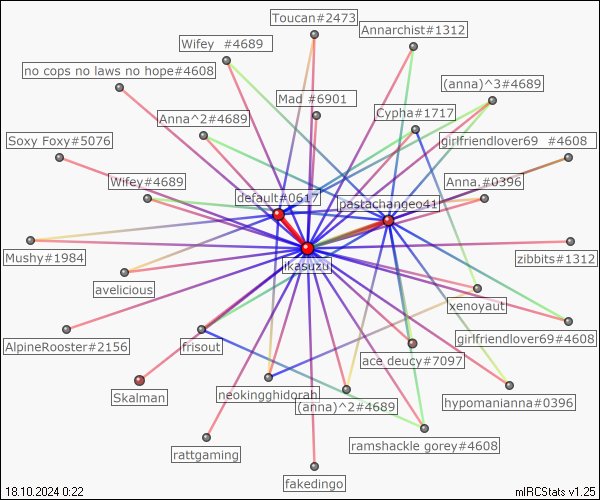 Toucan#2473
Annarchist#1312
Wifey  #4689
no cops no laws no hope#4608
(anna)^3#4689
Mad #6901
Cypha#1717
Anna^2#4689
Soxy Foxy#5076
girlfriendlover69  #4608
Wifey#4689
Anna.#0396
default#0617
pastachangeo41
Mushy#1984
ikasuzu
zibbits#1312
avelicious
xenoyaut
AlpineRooster#2156
frisout
girlfriendlover69#4608
ace deucy#7097
Skalman
neokingghidorah
(anna)^2#4689
hypomanianna#0396
ramshackle gorey#4608
rattgaming
fakedingo
18.10.2024 0:22
mIRCStats v1.25